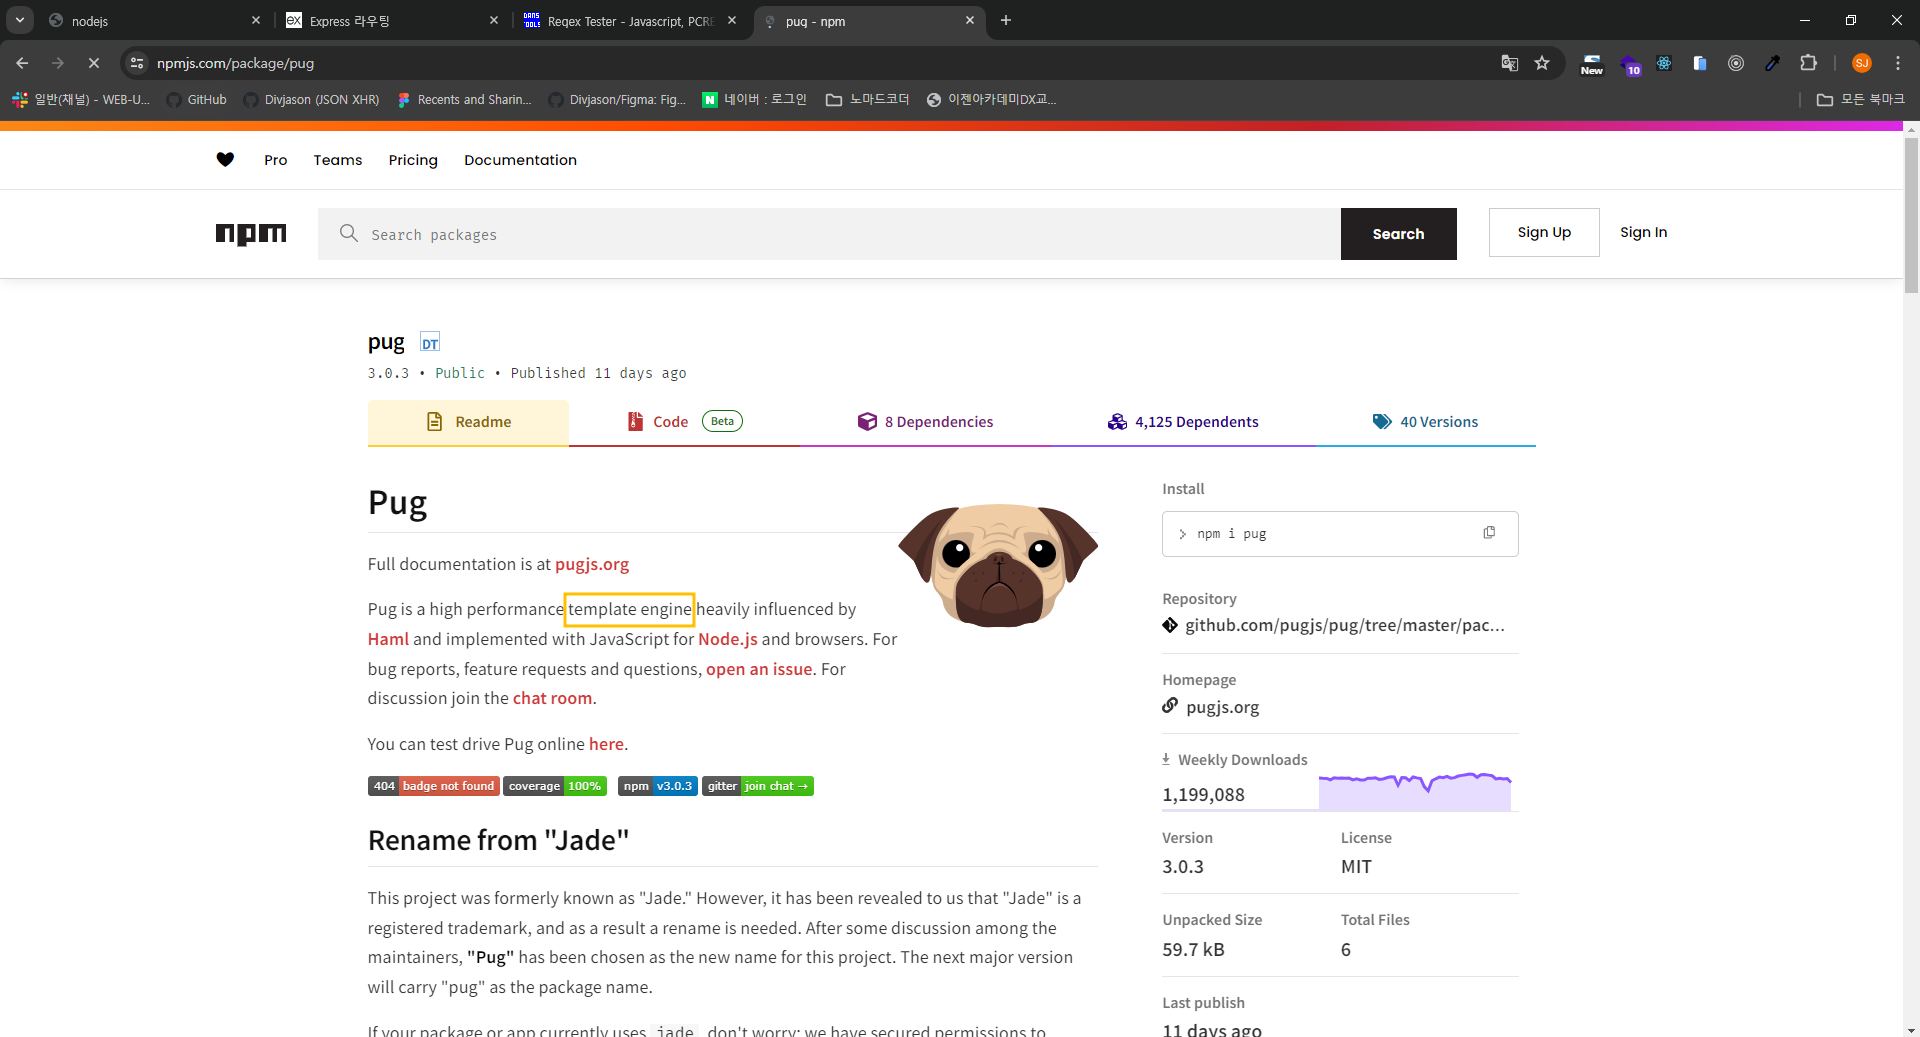 nodejs
Express 라우팅
Regex Tester - Javascript, PCRE
pug - npm
npmjs.com/package/pug
New
10
SJ
일반(채널) - WEB-U...
GitHub
Divjason (JSON XHR)
Recents and Sharin...
Divjason/Figma: Fig...
네이버 : 로그인
노마드코더
이젠아카데미DX교...
모든 북마크
Pro
Teams
Pricing
Documentation
npm
Search packages
Search
Sign Up
Sign In
pug DT
3.0.3 • Public • Published 11 days ago
Readme
Code Beta
8 Dependencies
4,125 Dependents
40 Versions
Pug
Full documentation is at pugjs.org
Pug is a high performance template engine heavily influenced by
Haml and implemented with JavaScript for Node.js and browsers. For
bug reports, feature requests and questions, open an issue. For
discussion join the chat room.
You can test drive Pug online here.
404 badge not found coverage 100% npm v3.0.3 gitter join chat →
Rename from "Jade"
This project was formerly known as "Jade." However, it has been revealed to us that "Jade" is a
registered trademark, and as a result a rename is needed. After some discussion among the
maintainers, "Pug" has been chosen as the new name for this project. The next major version
will carry "pug" as the package name.
If your package or app currently uses jade, don't worry: we have secured permissions to
Install
> npm i pug
Repository
github.com/pugjs/pug/tree/master/pac...
Homepage
pugjs.org
Weekly Downloads
1,199,088
Version
3.0.3
License
MIT
Unpacked Size
59.7 kB
Total Files
6
Last publish
11 days ago